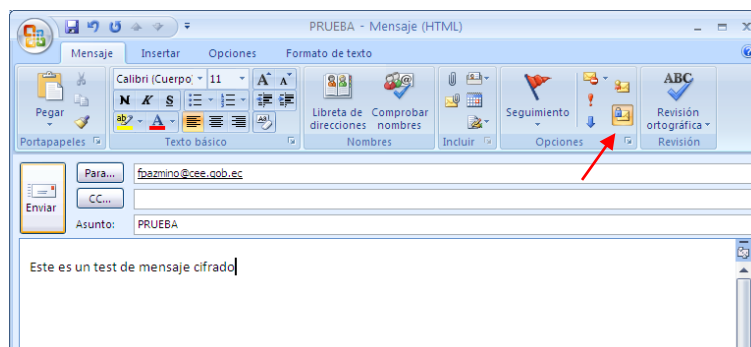 PRUEBA - Mensaje (HTML)
Mensaje Insertar Opciones Formato de texto
Pegar
Portapapeles
Calibri (Cuerpo) 11 A A
N K S
ab A
Texto básico
Libreta de direcciones
Comprobar nombres
Nombres
Incluir
Seguimiento
Opciones
ABC
Revisión ortográfica
Revisión
Enviar
Para... fpazmino@cee.gob.ec
CC...
Asunto: PRUEBA
Este es un test de mensaje cifrado